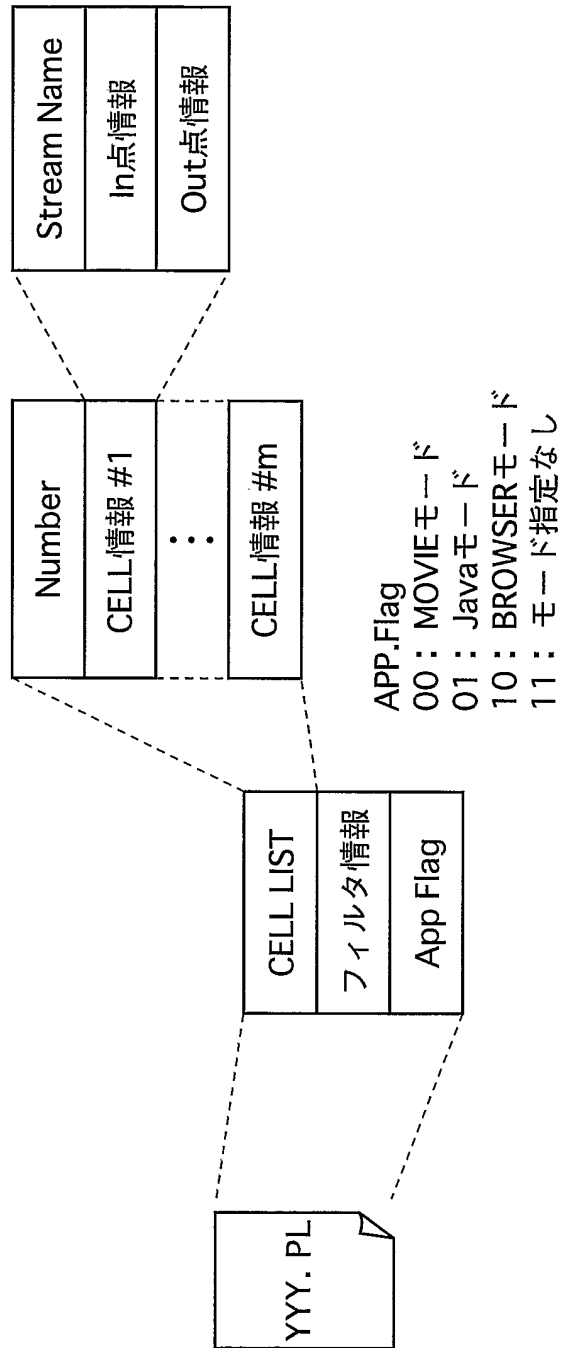 YYY. PL
CELL LIST
フィルタ情報
App Flag
Number
CELL情報 #1
⋮
CELL情報 #m
Stream Name
In点情報
Out点情報
APP.Flag
00：MOVIEモード
01：Javaモード
10：BROWSERモード
11：モード指定なし